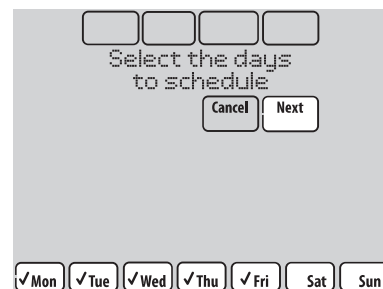 Select the days
to schedule
Cancel Next
✓Mon ✓Tue ✓Wed ✓Thu ✓Fri Sat Sun